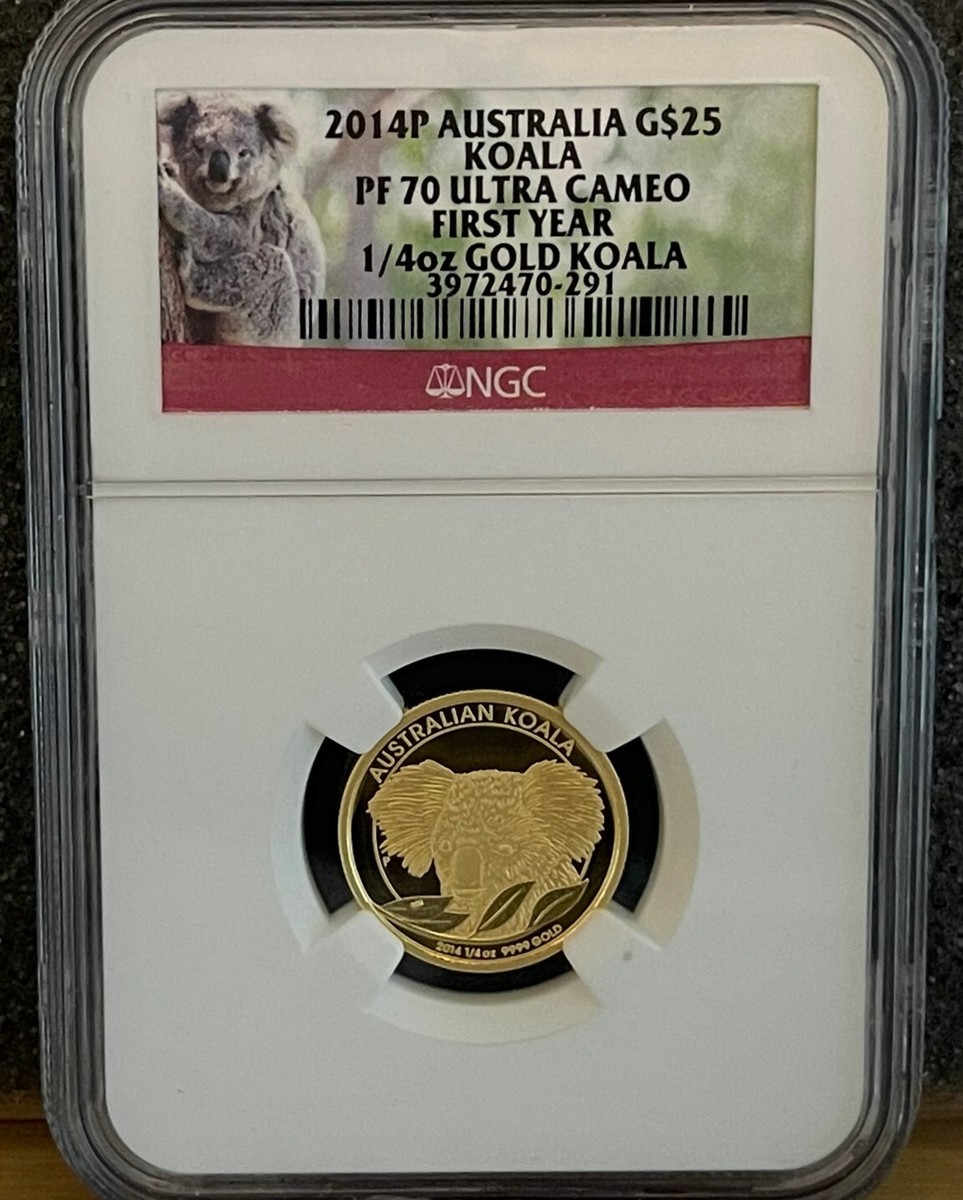 2014P AUSTRALIA G$25
KOALA
PF 70 ULTRA CAMEO
FIRST YEAR
1/4oz GOLD KOALA
3972470-291
NGC
AUSTRALIAN KOALA
P
2014 1/4oz 9999 GOLD